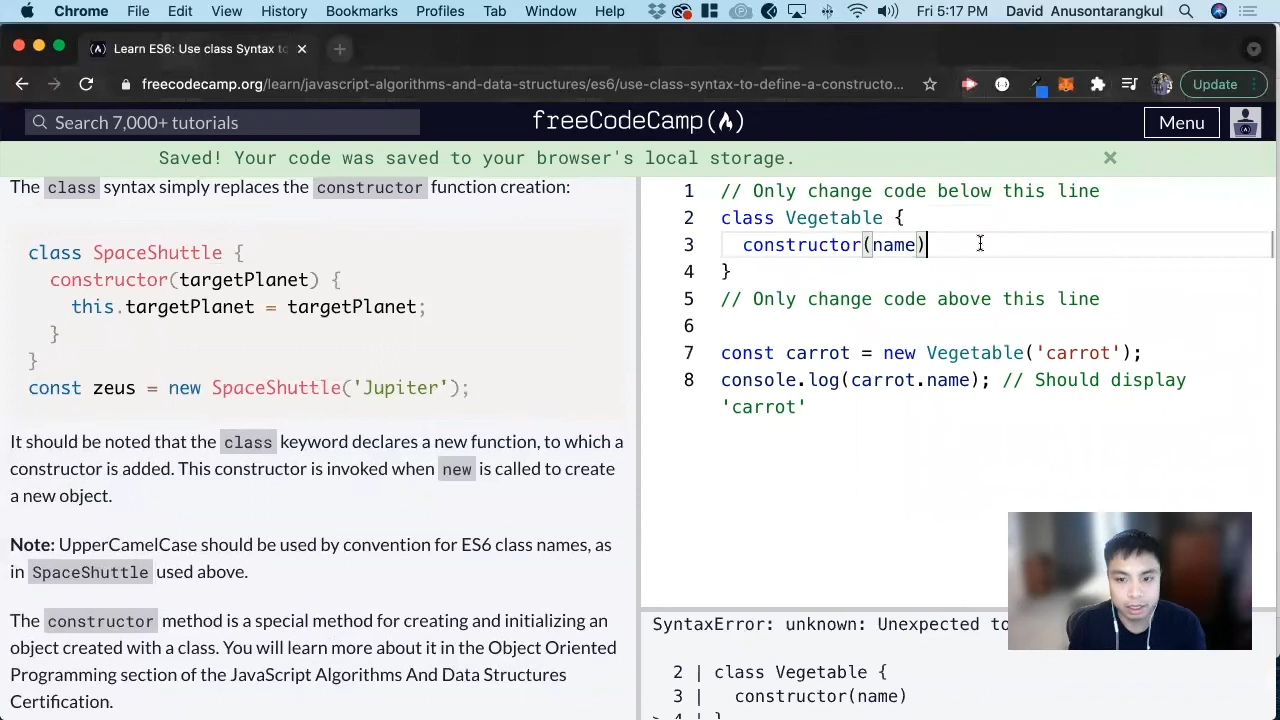 Chrome File Edit View History Bookmarks Profiles Tab Window Help Fri 5:17 PM David Anusontarangkul
Learn ES6: Use class Syntax to
freecodecamp.org/learn/javascript-algorithms-and-data-structures/es6/use-class-syntax-to-define-a-constructo... Update
Search 7,000+ tutorials freeCodeCamp Menu
Saved! Your code was saved to your browser's local storage.
The class syntax simply replaces the constructor function creation:
class SpaceShuttle {
constructor(targetPlanet) {
this.targetPlanet = targetPlanet;
}
}
const zeus = new SpaceShuttle('Jupiter');
It should be noted that the class keyword declares a new function, to which a
constructor is added. This constructor is invoked when new is called to create
a new object.
Note: UpperCamelCase should be used by convention for ES6 class names, as
in SpaceShuttle used above.
The constructor method is a special method for creating and initializing an
object created with a class. You will learn more about it in the Object Oriented
Programming section of the JavaScript Algorithms And Data Structures
Certification.
1 // Only change code below this line
2 class Vegetable {
3 constructor(name)
4 }
5 // Only change code above this line
6
7 const carrot = new Vegetable('carrot');
8 console.log(carrot.name); // Should display
'carrot'
SyntaxError: unknown: Unexpected to
2 | class Vegetable {
3 | constructor(name)
> 4 | }